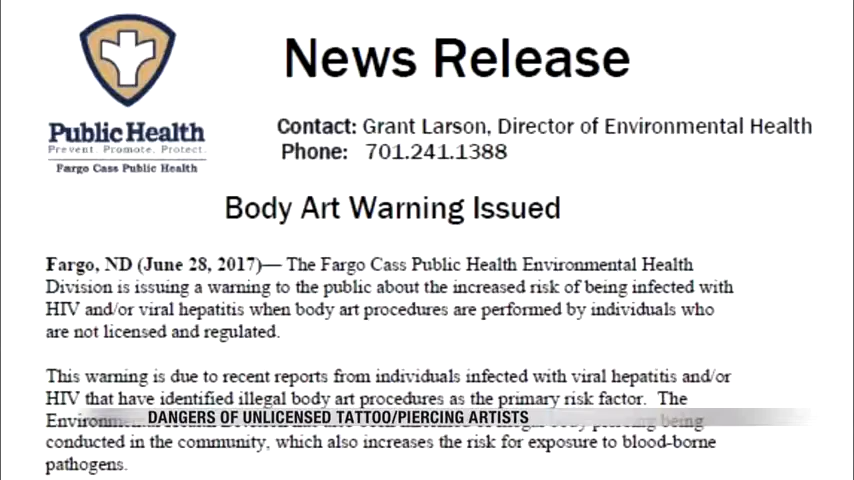 News Release
PublicHealth
Prevent. Promote. Protect.
Fargo Cass Public Health
Contact: Grant Larson, Director of Environmental Health
Phone: 701.241.1388
Body Art Warning Issued
Fargo, ND (June 28, 2017)— The Fargo Cass Public Health Environmental Health
Division is issuing a warning to the public about the increased risk of being infected with
HIV and/or viral hepatitis when body art procedures are performed by individuals who
are not licensed and regulated.
This warning is due to recent reports from individuals infected with viral hepatitis and/or
HIV that have identified illegal body art procedures as the primary risk factor. The
being
DANGERS OF UNLICENSED TATTOO/PIERCING ARTISTS
conducted in the community, which also increases the risk for exposure to blood-borne
pathogens.